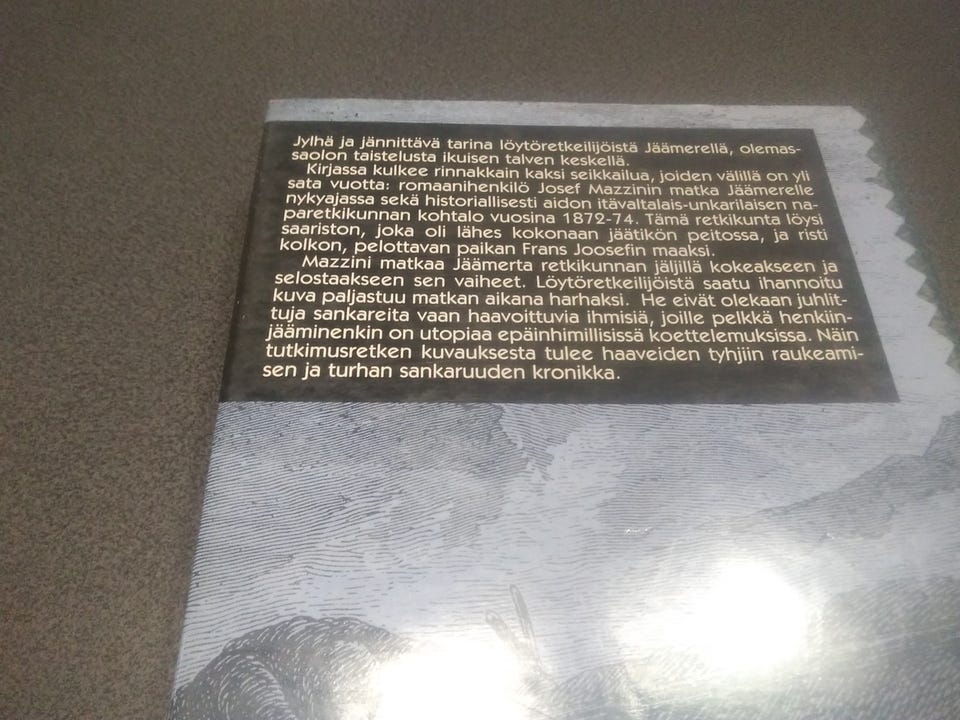 Jylhä ja jännittävä tarina löytöretkeilijöistä Jäämerellä, olemas-
saolon taistelusta ikuisen talven keskellä.
Kirjassa kulkee rinnakkain kaksi seikkailua, joiden välillä on yli
sata vuotta: romaanihenkilö Josef Mazzinin matka Jäämerelle
nykyajassa sekä historiallisesti aidon itävaltalais-unkarilaisen na-
paretkikunnan kohtalo vuosina 1872-74. Tämä retkikunta löysi
saariston, joka oli lähes kokonaan jäätikön peitossa, ja risti
kolkon, pelottavan paikan Frans Joosefin maaksi.
Mazzini matkaa Jäämerta retkikunnan jäljillä kokeakseen ja
selostaakseen sen vaiheet. Löytöretkeilijöistä saatu ihannoitu
kuva paljastuu matkan aikana harhaksi. He eivät olekaan juhlit-
tuja sankareita vaan haavoittuvia ihmisiä, joille pelkkä henkiin-
jääminenkin on utopiaa epäinhimillisissä koettelemuksissa. Näin
tutkimusretken kuvauksesta tulee haaveiden tyhjiin raukeami-
sen ja turhan sankaruuden kronikka.